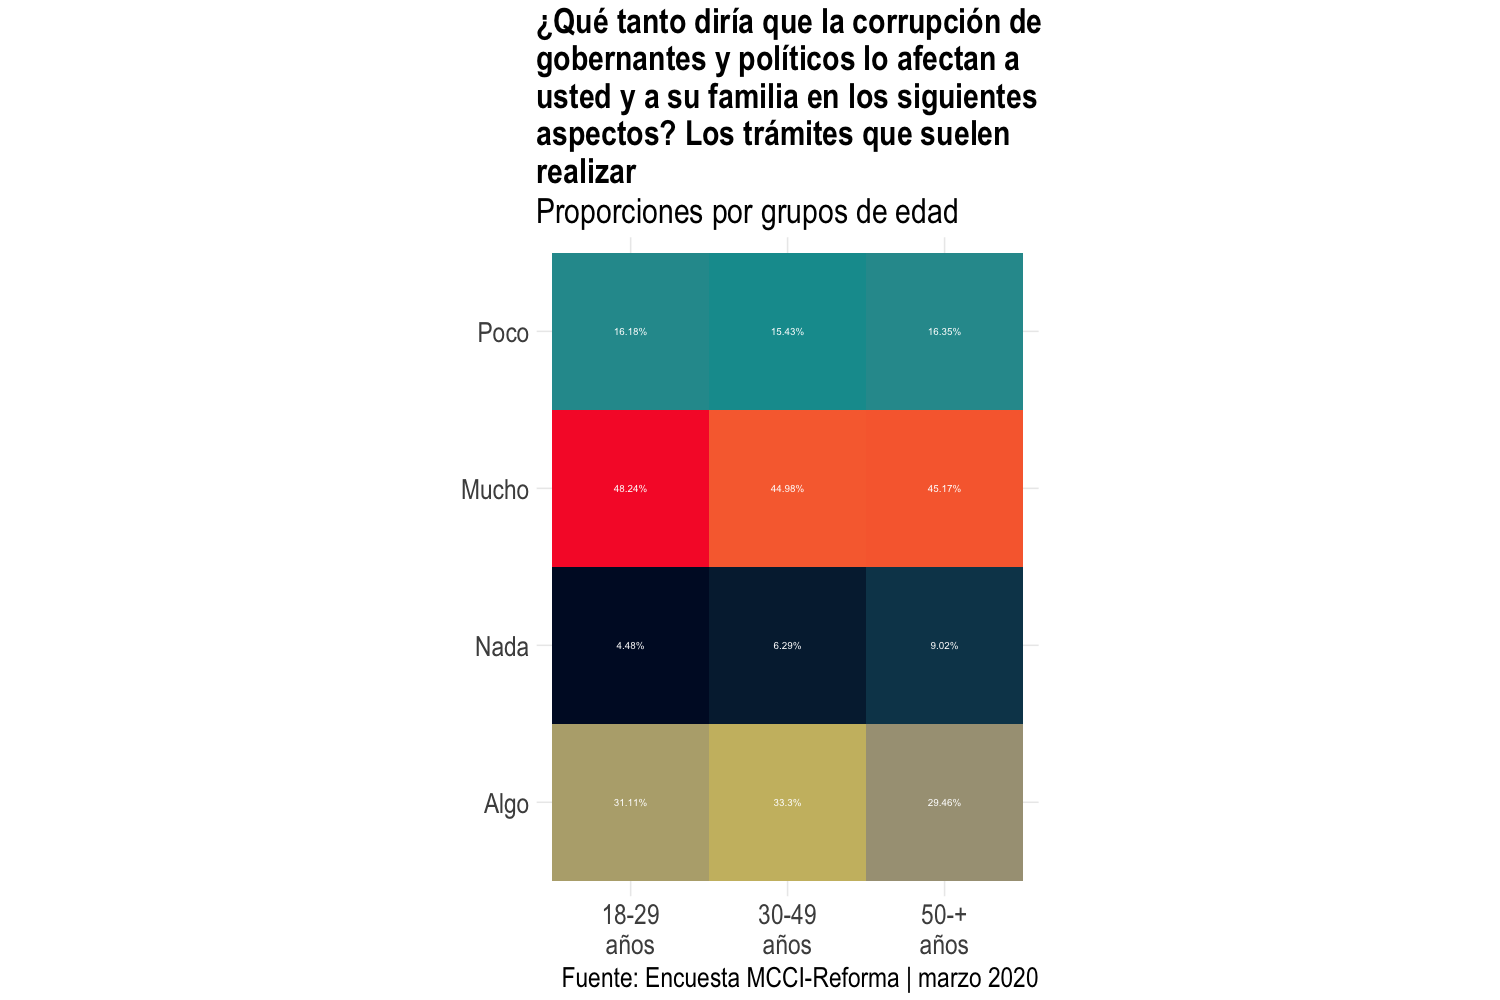 ¿Qué tanto diría que la corrupción de
gobernantes y políticos lo afectan a
usted y a su familia en los siguientes
aspectos? Los trámites que suelen
realizar
Proporciones por grupos de edad
Poco
16.18%
15.43%
16.35%
Mucho
48.24%
44.98%
45.17%
Nada
4.48%
6.29%
9.02%
Algo
31.11%
33.3%
29.46%
18-29
años
30-49
años
50-+
años
Fuente: Encuesta MCCI-Reforma | marzo 2020